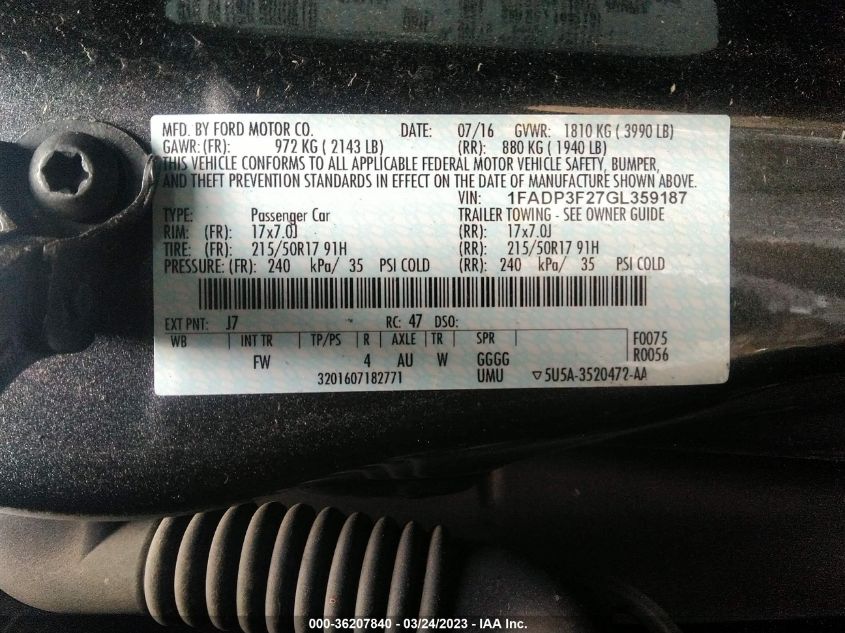 MFD. BY FORD MOTOR CO. DATE: 07/16 GVWR: 1810 KG ( 3990 LB)
GAWR: (FR): 972 KG ( 2143 LB) (RR): 880 KG ( 1940 LB)
THIS VEHICLE CONFORMS TO ALL APPLICABLE FEDERAL MOTOR VEHICLE SAFETY, BUMPER,
AND THEFT PREVENTION STANDARDS IN EFFECT ON THE DATE OF MANUFACTURE SHOWN ABOVE.
VIN: 1FADP3F27GL359187
TYPE: Passenger Car TRAILER TOWING - SEE OWNER GUIDE
RIM: (FR): 17x7.0J (RR): 17x7.0J
TIRE: (FR): 215/50R17 91H (RR): 215/50R17 91H
PRESSURE: (FR): 240 kPa/ 35 PSI COLD (RR): 240 kPa/ 35 PSI COLD
EXT PNT: J7 RC: 47 DSO:
WB INT TR TP/PS R AXLE TR SPR F0075
FW 4 AU W GGGG R0056
3201607182771 UMU ▽5U5A-3520472-AA
000-36207840 - 03/24/2023 - IAA Inc.